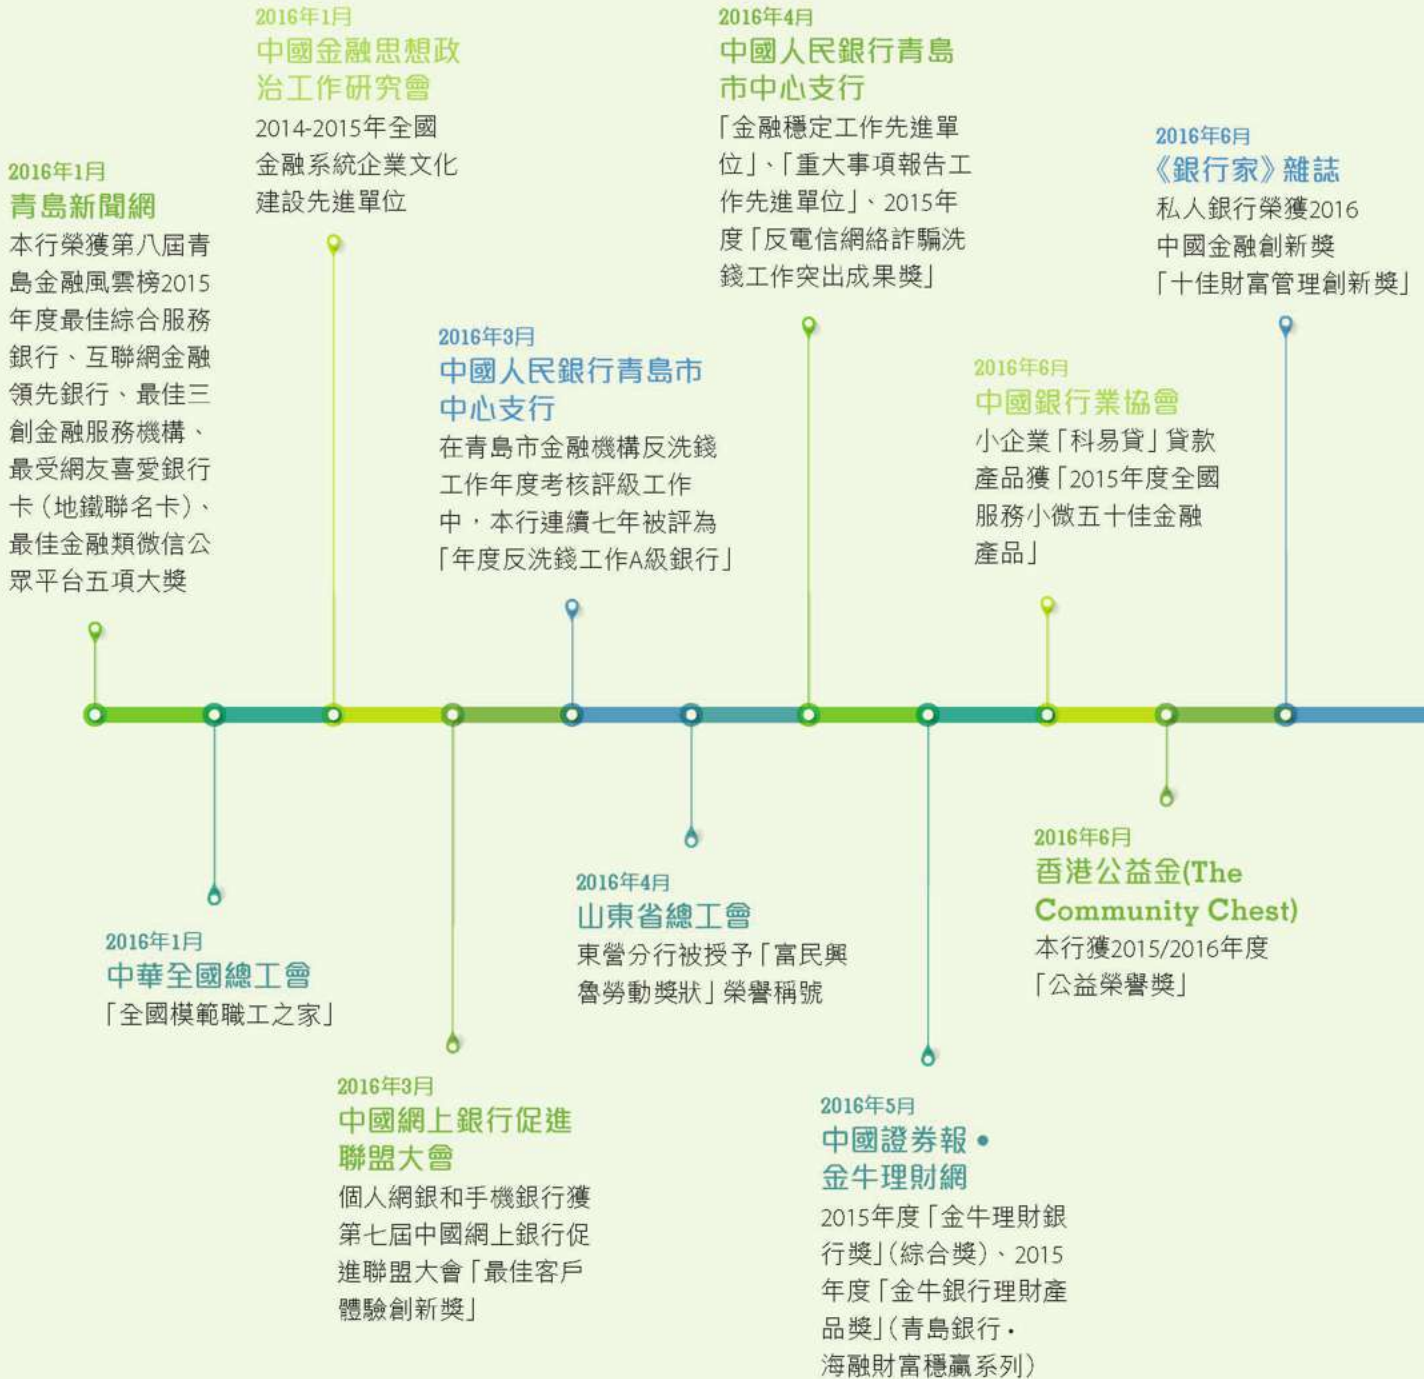 2016年1月
青島新聞網
本行榮獲第八屆青
島金融風雲榜2015
年度最佳綜合服務
銀行、互聯網金融
領先銀行、最佳三
創金融服務機構、
最受網友喜愛銀行
卡（地鐵聯名卡）、
最佳金融類微信公
眾平台五項大獎
2016年1月
中華全國總工會
「全國模範職工之家」
2016年1月
中國金融思想政
治工作研究會
2014-2015年全國
金融系統企業文化
建設先進單位
2016年3月
中國網上銀行促進
聯盟大會
個人網銀和手機銀行獲
第七屆中國網上銀行促
進聯盟大會「最佳客戶
體驗創新獎」
2016年3月
中國人民銀行青島市
中心支行
在青島市金融機構反洗錢
工作年度考核評級工作
中，本行連續七年被評為
「年度反洗錢工作A級銀行」
2016年4月
山東省總工會
東營分行被授予「富民興
魯勞動獎狀」榮譽稱號
2016年4月
中國人民銀行青島
市中心支行
「金融穩定工作先進單
位」、「重大事項報告工
作先進單位」、2015年
度「反電信網絡詐騙洗
錢工作突出成果獎」
2016年5月
中國證券報•
金牛理財網
2015年度「金牛理財銀
行獎」（綜合獎）、2015
年度「金牛銀行理財產
品獎」（青島銀行•
海融財富穩贏系列）
2016年6月
中國銀行業協會
小企業「科易貸」貸款
產品獲「2015年度全國
服務小微五十佳金融
產品」
2016年6月
香港公益金(The
Community Chest)
本行獲2015/2016年度
「公益榮譽獎」
2016年6月
《銀行家》雜誌
私人銀行榮獲2016
中國金融創新獎
「十佳財富管理創新獎」